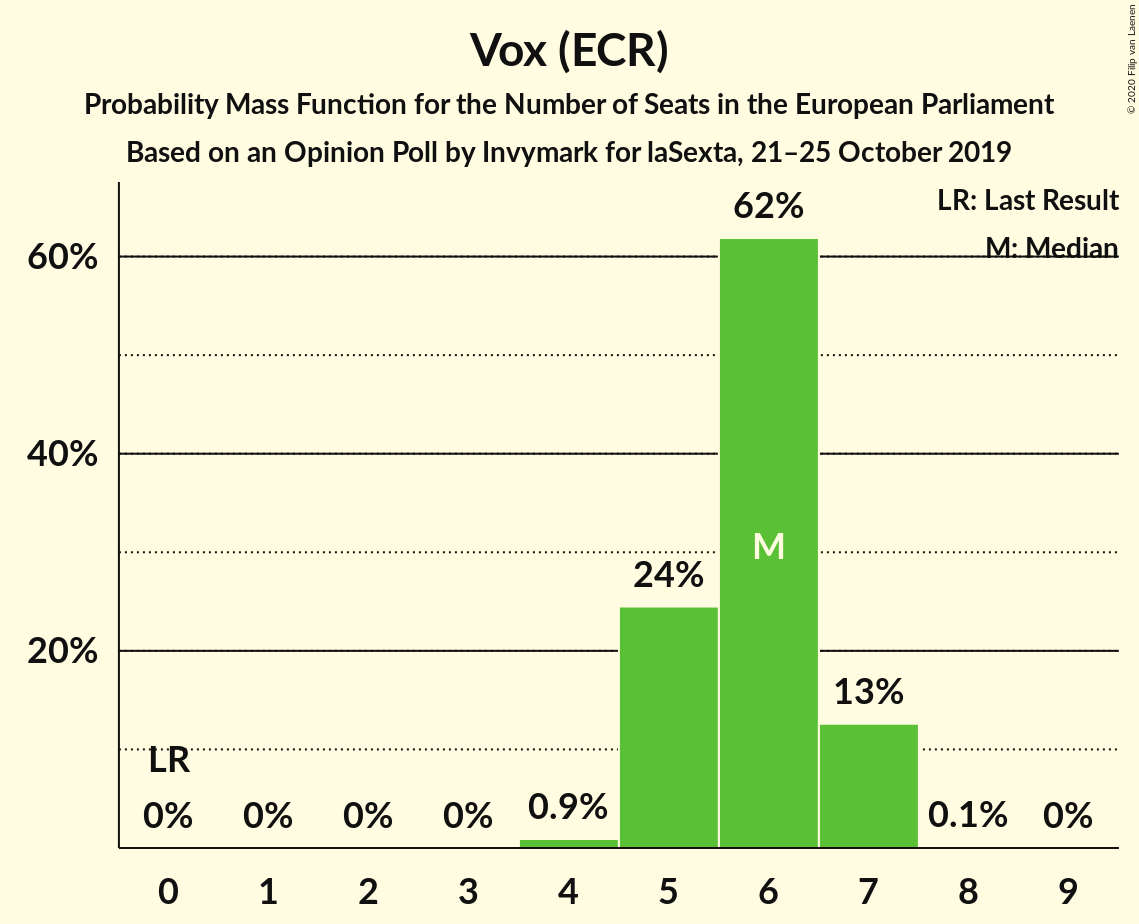 Vox (ECR)
Probability Mass Function for the Number of Seats in the European Parliament
Based on an Opinion Poll by Invymark for laSexta, 21–25 October 2019
© 2020 Filip van Laenen
LR: Last Result
M: Median
60%
40%
20%
62%
M
24%
13%
LR
0%
0%
0%
0%
0.9%
0.1%
0%
0 1 2 3 4 5 6 7 8 9